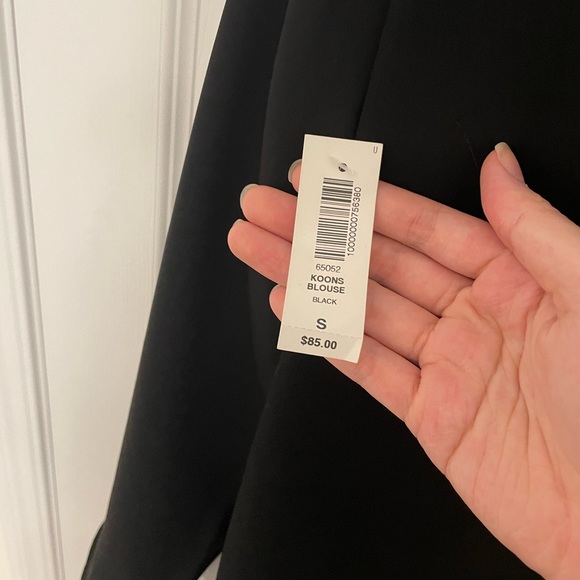 U
10000000756380
65052
KOONS
BLOUSE
BLACK
S
$85.00